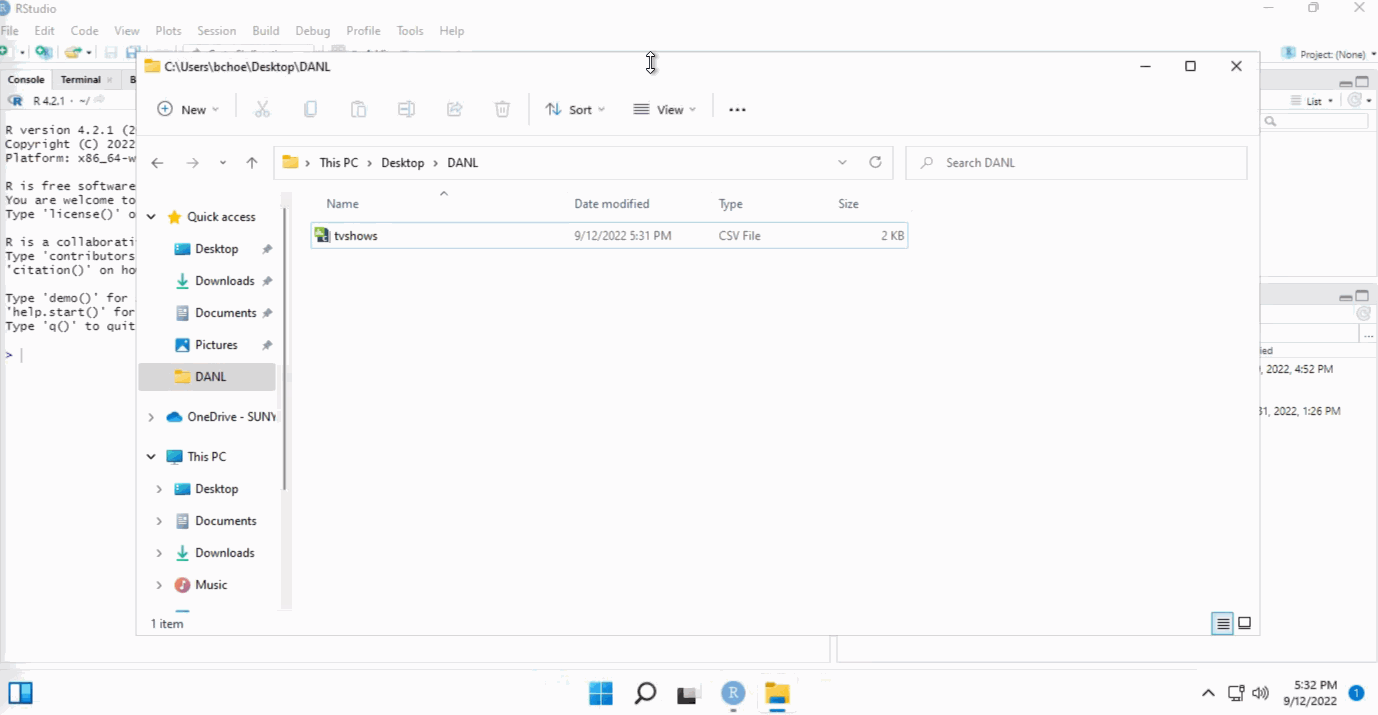 RStudio
File Edit Code View Plots Session Build Debug Profile Tools Help
Project: (None)
Console Terminal B
R 4.2.1 · ~/
R version 4.2.1 (2
Copyright (C) 2022
Platform: x86_64-w
R is free software
You are welcome to
Type 'license()' o
R is a collaborati
Type 'contributors
'citation()' on ho
Type 'demo()' for
'help.start()' for
Type 'q()' to quit
>
C:\Users\bchoe\Desktop\DANL
New Sort View
This PC > Desktop > DANL
Search DANL
Name Date modified Type Size
tvshows 9/12/2022 5:31 PM CSV File 2 KB
Quick access
Desktop
Downloads
Documents
Pictures
DANL
OneDrive - SUNY
This PC
Desktop
Documents
Downloads
Music
1 item
List
ied
, 2022, 4:52 PM
31, 2022, 1:26 PM
R
5:32 PM
9/12/2022
1